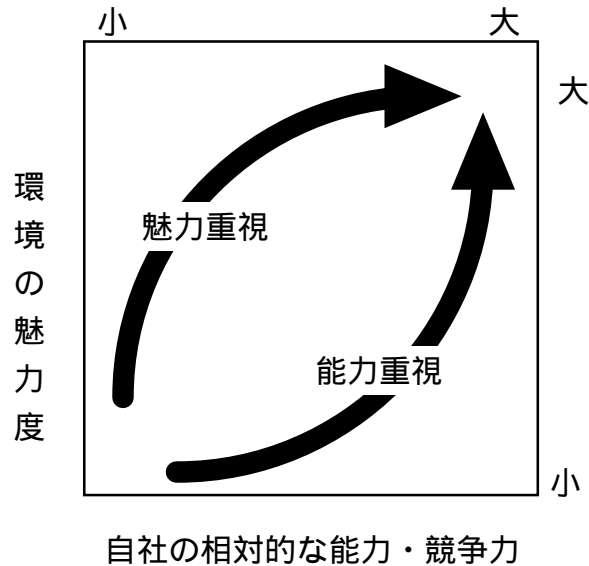 小 大
大
環境の魅力度
魅力重視
能力重視
小
自社の相対的な能力・競争力